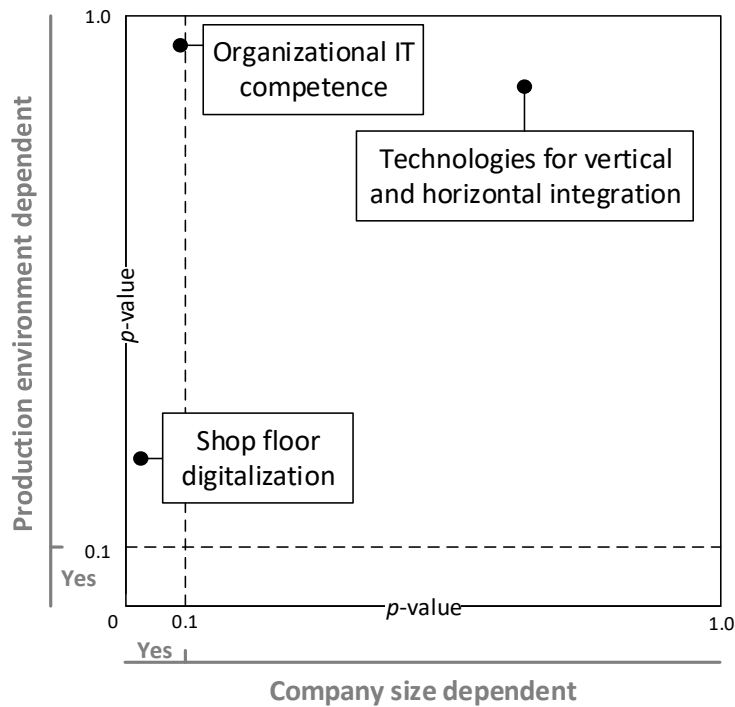 1.0
Organizational IT
competence
Technologies for vertical
and horizontal integration
Production environment dependent
p-value
Shop floor
digitalization
0.1
Yes
p-value
0
0.1
1.0
Yes
Company size dependent